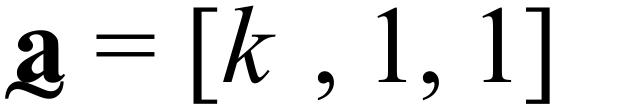 a̰ = [k , 1, 1]